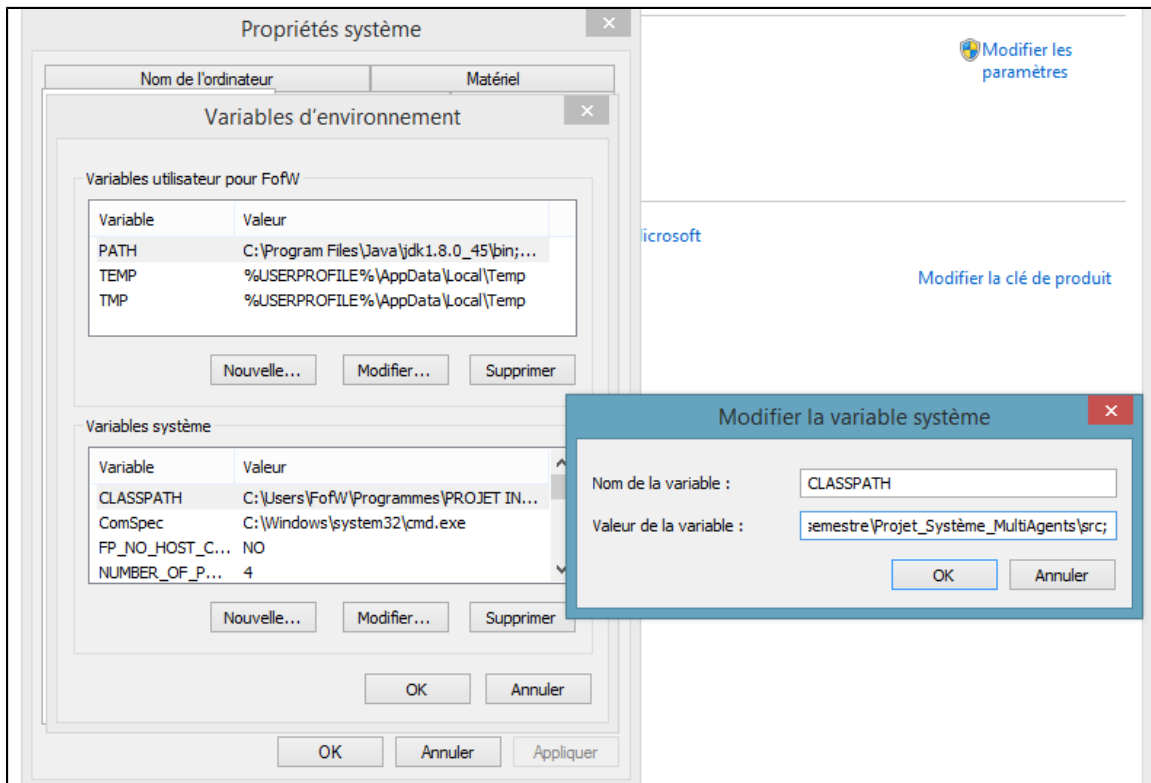 Propriétés système
Nom de l'ordinateur Matériel
Variables d'environnement
Variables utilisateur pour FofW
Variable Valeur
PATH C:\Program Files\Java\jdk1.8.0_45\bin;...
TEMP %USERPROFILE%\AppData\Local\Temp
TMP %USERPROFILE%\AppData\Local\Temp
Nouvelle... Modifier... Supprimer
Variables système
Variable Valeur
CLASSPATH C:\Users\FofW\Programmes\PROJET IN...
ComSpec C:\Windows\system32\cmd.exe
FP_NO_HOST_C... NO
NUMBER_OF_P... 4
Nouvelle... Modifier... Supprimer
OK Annuler
OK Annuler Appliquer
Modifier les
paramètres
icrosoft
Modifier la clé de produit
Modifier la variable système
Nom de la variable : CLASSPATH
Valeur de la variable : semestre\Projet_Système_MultiAgents\src;
OK Annuler